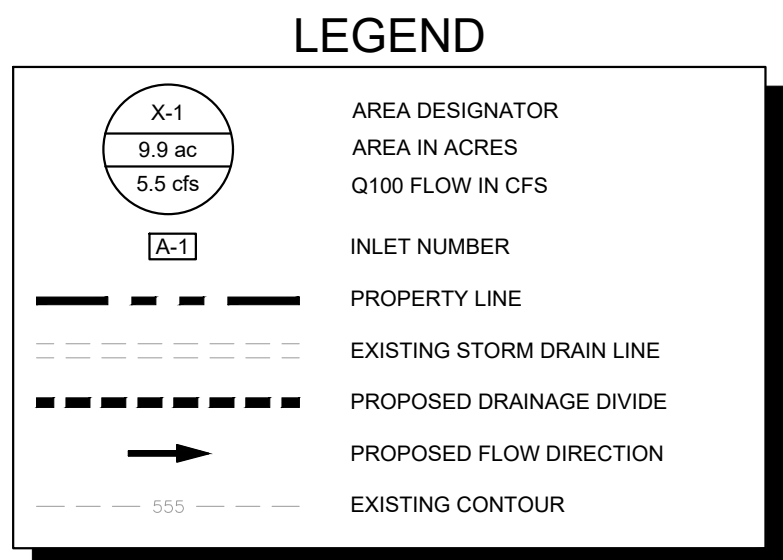 LEGEND
X-1 AREA DESIGNATOR
9.9 ac AREA IN ACRES
5.5 cfs Q100 FLOW IN CFS
A-1 INLET NUMBER
PROPERTY LINE
EXISTING STORM DRAIN LINE
PROPOSED DRAINAGE DIVIDE
PROPOSED FLOW DIRECTION
555 EXISTING CONTOUR